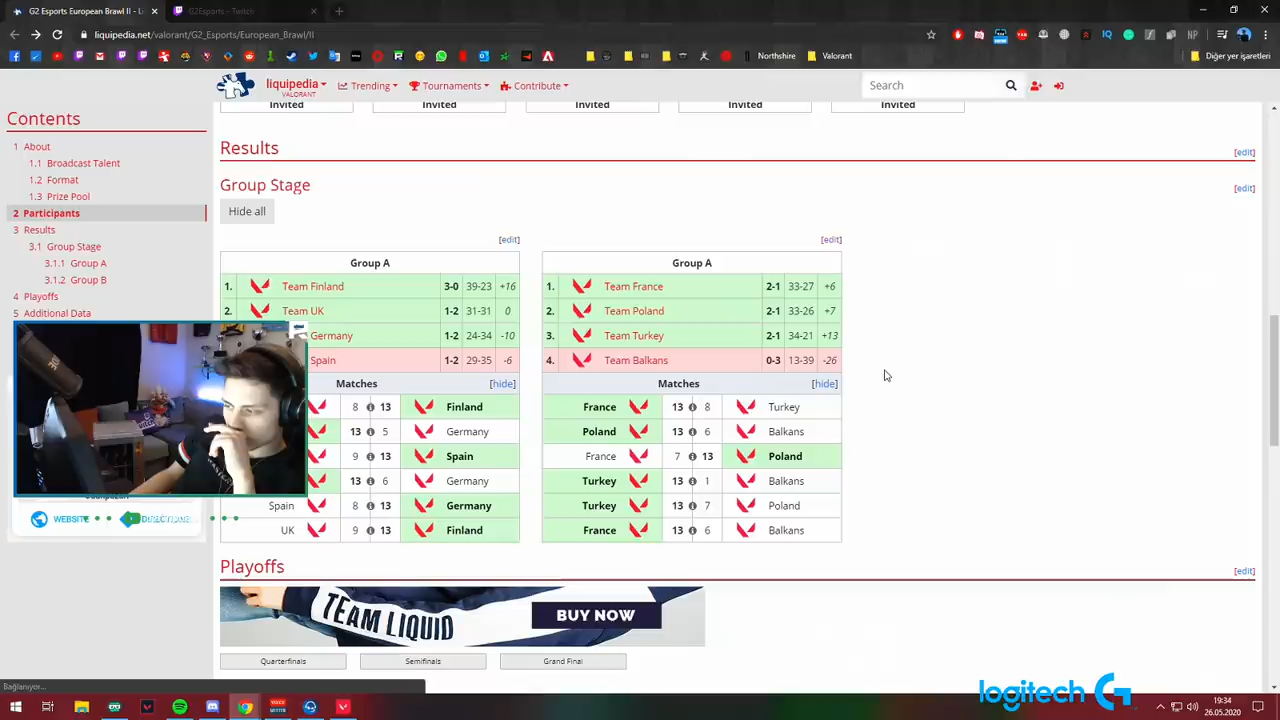 G2 Esports European Brawl II - L
G2Esports - Twitch
liquipedia.net/valorant/G2_Esports/European_Brawl/II
Northshire
Valorant
Diğer yer işaretleri
liquipedia
VALORANT
Trending
Tournaments
Contribute
Search
Contents
1 About
1.1 Broadcast Talent
1.2 Format
1.3 Prize Pool
2 Participants
3 Results
3.1 Group Stage
3.1.1 Group A
3.1.2 Group B
4 Playoffs
5 Additional Data
WEBSITE
Invited Invited Invited Invited Invited
Results
[edit]
Group Stage
[edit]
Hide all
[edit]
Group A
1. Team Finland 3-0 39-23 +16
2. Team UK 1-2 31-31 0
Germany 1-2 24-34 -10
Spain 1-2 29-35 -6
Matches [hide]
8 13 Finland
13 5 Germany
9 13 Spain
13 6 Germany
Spain 8 13 Germany
UK 9 13 Finland
[edit]
Group A
1. Team France 2-1 33-27 +6
2. Team Poland 2-1 33-26 +7
3. Team Turkey 2-1 34-21 +13
4. Team Balkans 0-3 13-39 -26
Matches [hide]
France 13 8 Turkey
Poland 13 6 Balkans
France 7 13 Poland
Turkey 13 1 Balkans
Turkey 13 7 Poland
France 13 6 Balkans
Playoffs
[edit]
TEAM LIQUID
BUY NOW
Quarterfinals Semifinals Grand Final
Bağlanıyor...
logitech G
19:34
26.05.2020